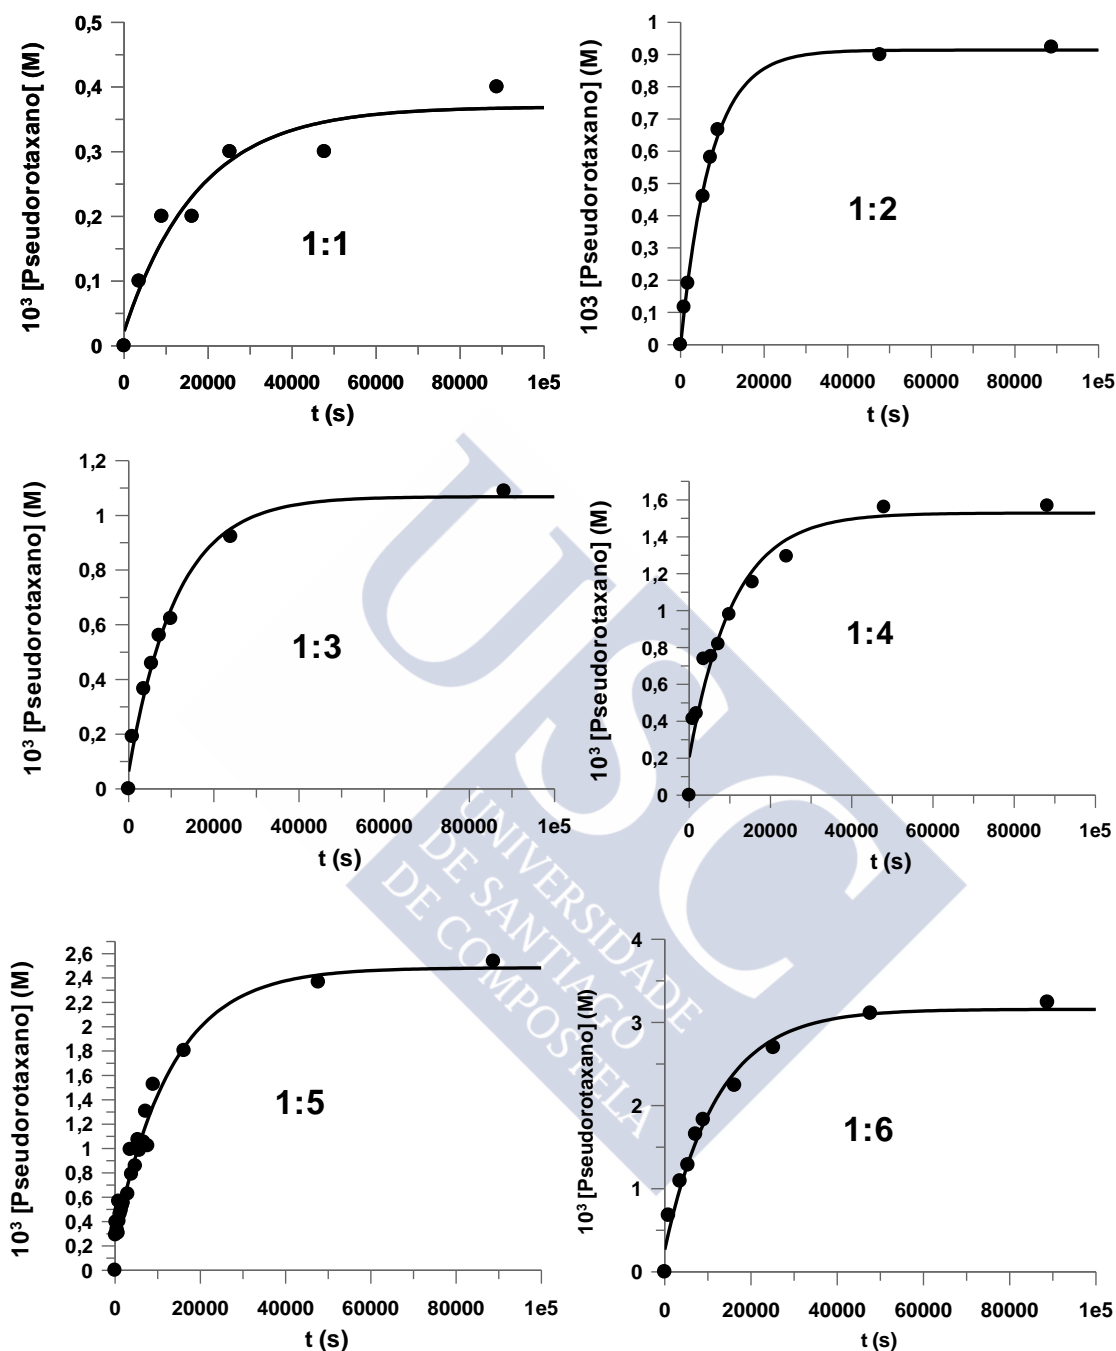 10³ [Pseudorotaxano[ (M)
0,5
0,4
0,3
0,2
0,1
0
1:1
0 20000 40000 60000 80000 1e5
t (s)
103 [Pseudorotaxano] (M)
1
0,9
0,8
0,7
0,6
0,5
0,4
0,3
0,2
0,1
0
1:2
0 20000 40000 60000 80000 1e5
t (s)
10³ [Pseudorotaxano] (M)
1,2
1
0,8
0,6
0,4
0,2
0
1:3
0 20000 40000 60000 80000 1e5
t (s)
10³ [Pseudorotaxano] (M)
1,6
1,4
1,2
1
0,8
0,6
0,4
0,2
0
1:4
0 20000 40000 60000 80000 1e5
t (s)
10³ [Pseudorotaxano] (M)
2,6
2,4
2,2
2
1,8
1,6
1,4
1,2
1
0,8
0,6
0,4
0,2
0
1:5
0 20000 40000 60000 80000 1e5
t (s)
10³ [Pseudorotaxano] (M)
4
3
2
1
0
1:6
0 20000 40000 60000 80000 1e5
t (s)
USC
UNIVERSIDADE
DE SANTIAGO
DE COMPOSTELA